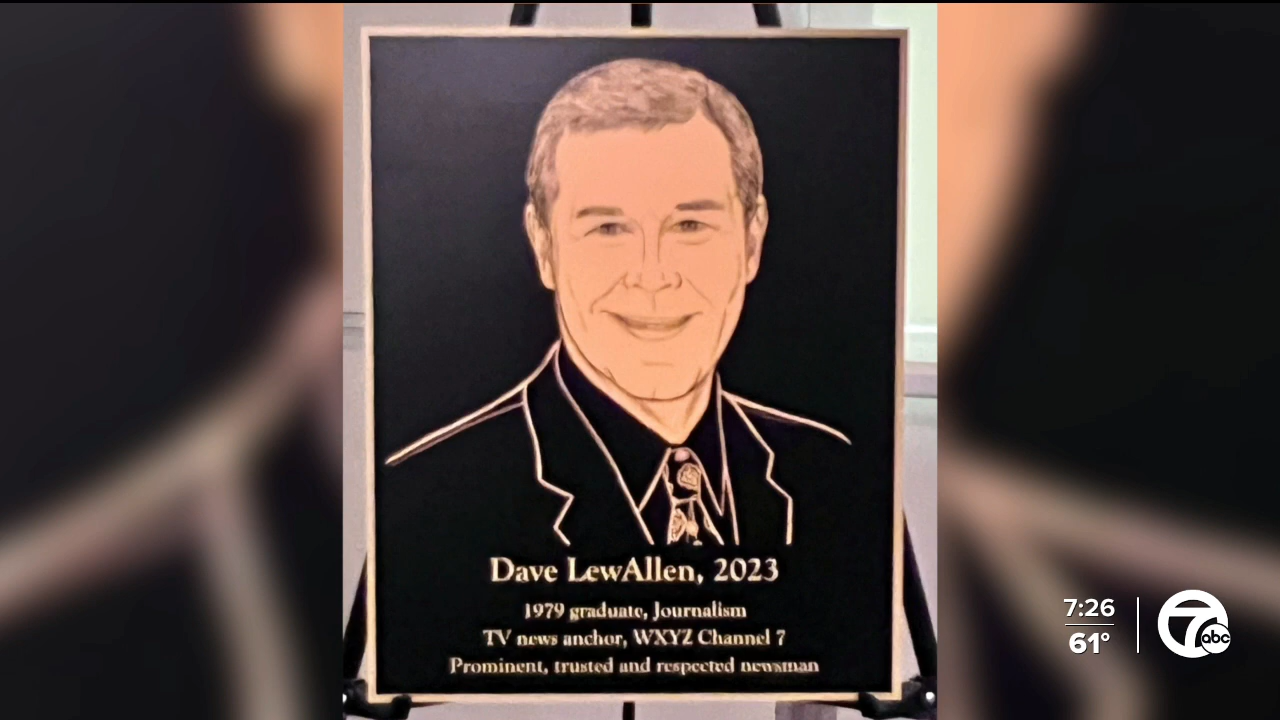 Dave LewAllen, 2023
1979 graduate, Journalism
TV news anchor, WXYZ Channel 7
Prominent, trusted and respected newsman
7:26
61°
7 abc